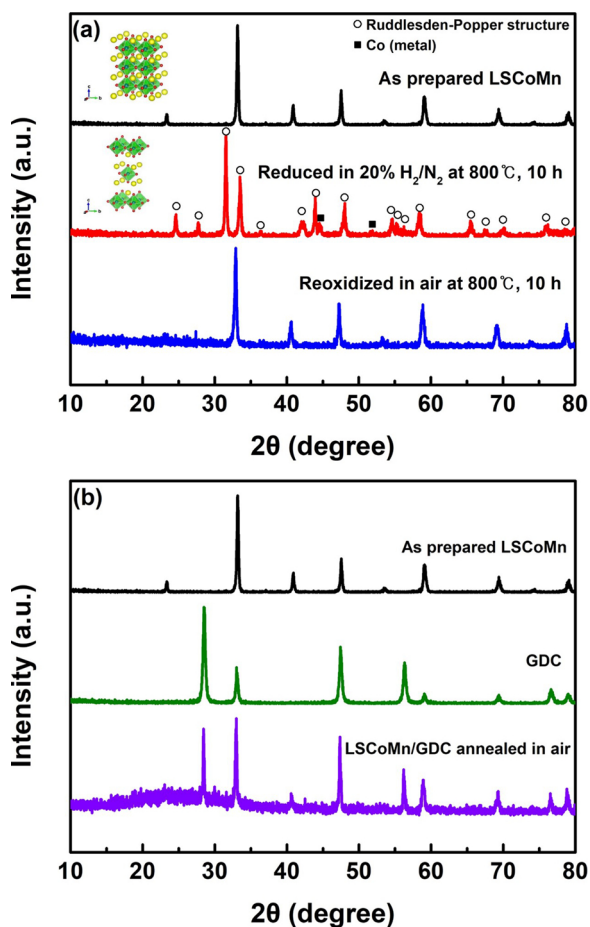 (a)
○ Ruddlesden-Popper structure
■ Co (metal)
As prepared LSCoMn
Reduced in 20% H₂/N₂ at 800℃, 10 h
Reoxidized in air at 800℃, 10 h
Intensity (a.u.)
10 20 30 40 50 60 70 80
2θ (degree)
(b)
As prepared LSCoMn
GDC
LSCoMn/GDC annealed in air
Intensity (a.u.)
10 20 30 40 50 60 70 80
2θ (degree)